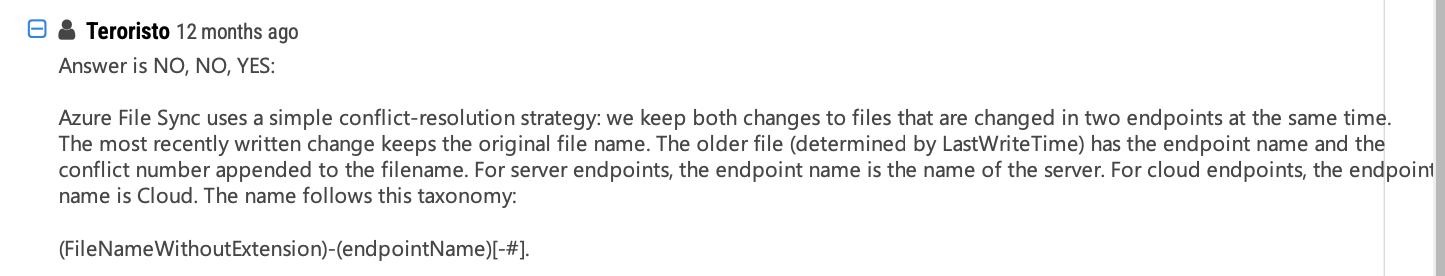 Teroristo 12 months ago
Answer is NO, NO, YES:
Azure File Sync uses a simple conflict-resolution strategy: we keep both changes to files that are changed in two endpoints at the same time.
The most recently written change keeps the original file name. The older file (determined by LastWriteTime) has the endpoint name and the
conflict number appended to the filename. For server endpoints, the endpoint name is the name of the server. For cloud endpoints, the endpoint
name is Cloud. The name follows this taxonomy:
(FileNameWithoutExtension)-(endpointName)[-#].